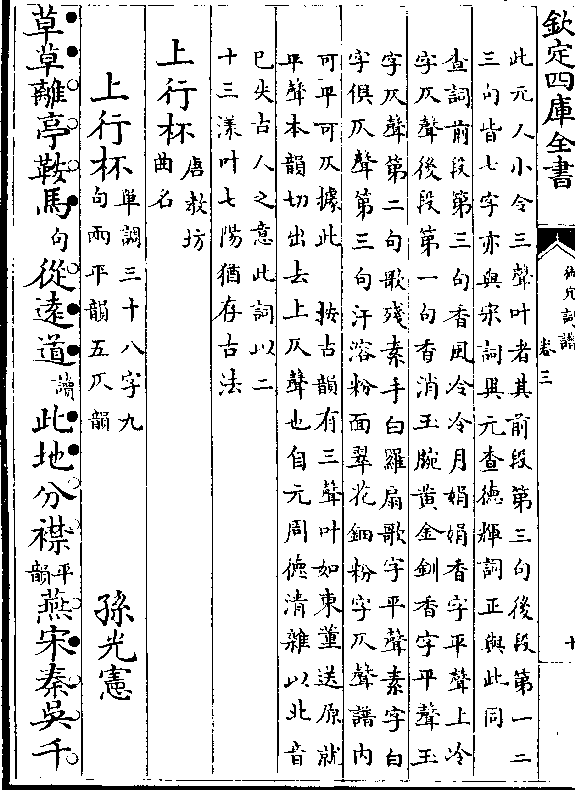 欽定四庫全書
御定詞譜
卷三
十
此元人小令三聲叶者其前段第三句後段第一二
三句皆七字亦與宋詞異元查德輝詞正與此同
查詞前段第三句香風冷冷月娟娟香字平聲上冷
字仄聲後段第一句香消玉腕黄金釧香字平聲玉
字仄聲第二句歌殘素手白羅扇歌字平聲素字白
字俱仄聲第三句汗溶粉面翠花鈿粉字仄聲譜内
可平可仄據此　按古韻有三聲叶如東董送原就
平聲本韻切出去上仄聲也自元周德清雜以北音
已失古人之意此詞以二
十三漾叶七陽猶存古法
上行杯
唐敎坊
曲名
上行杯
單調三十八字九
句兩平韻五仄韻
孫光憲
草草離亭鞍馬句從遠道讀此地分襟平韻燕宋秦吳千